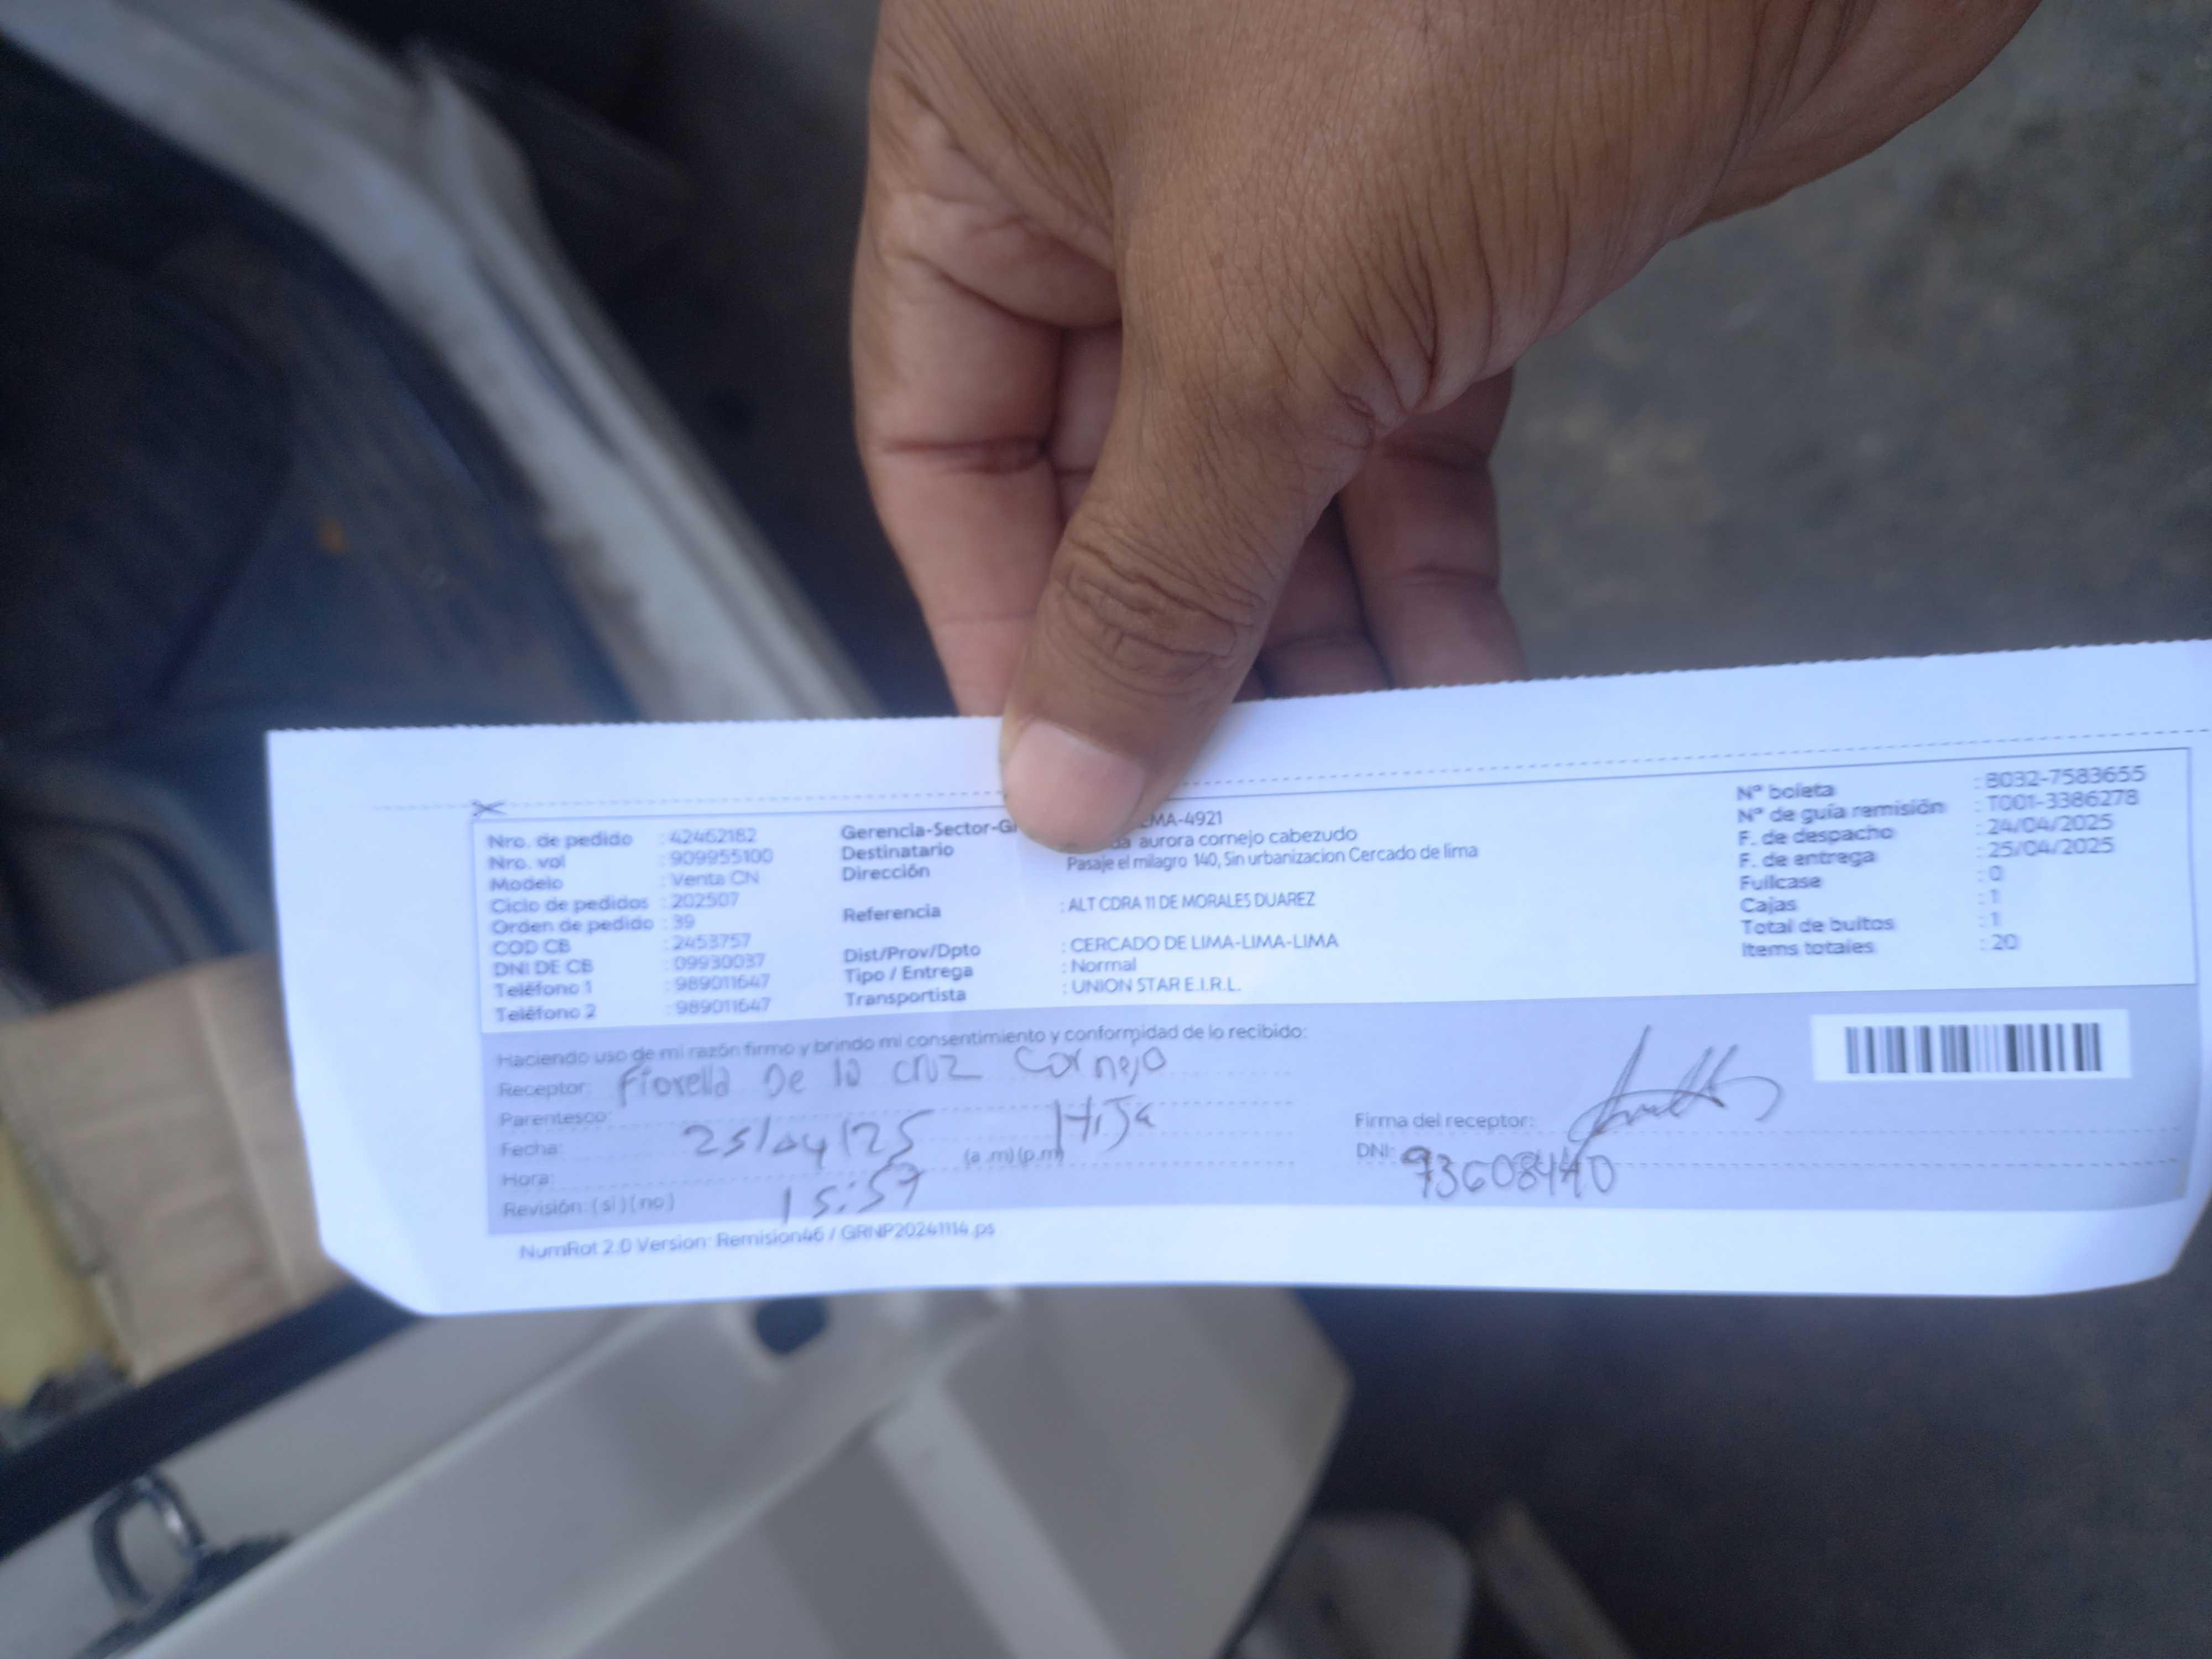 Nro. de pedido : 42462182
Nro. vol : 909955100
Modelo : Venta CN
Ciclo de pedidos : 202507
Orden de pedido : 39
COD CB : 2453757
DNI DE CB : 09930037
Teléfono 1 : 989011647
Teléfono 2 : 989011647
Gerencia-Sector-G MA-4921
Destinatario aurora cornejo cabezudo
Dirección Pasaje el milagro 140, Sin urbanizacion Cercado de lima
Referencia : ALT CDRA 11 DE MORALES DUAREZ
Dist/Prov/Dpto : CERCADO DE LIMA-LIMA-LIMA
Tipo / Entrega : Normal
Transportista : UNION STAR E.I.R.L.
Nº boleta : B032-7583655
Nº de guía remisión : T001-3386278
F. de despacho : 24/04/2025
F. de entrega : 25/04/2025
Fullcase : 0
Cajas : 1
Total de bultos : 1
Items totales : 20
Haciendo uso de mi razón firmo y brindo mi consentimiento y conformidad de lo recibido:
Receptor: Fiorella De la cruz Cornejo
Parentesco: Hija
Fecha: 25/04/25
Hora: 15:57 (a .m) (p.m)
Revisión: ( si ) ( no )
Firma del receptor:
DNI: 73608440
NumRot 2.0 Version: Remision46 / GRNP20241114.ps